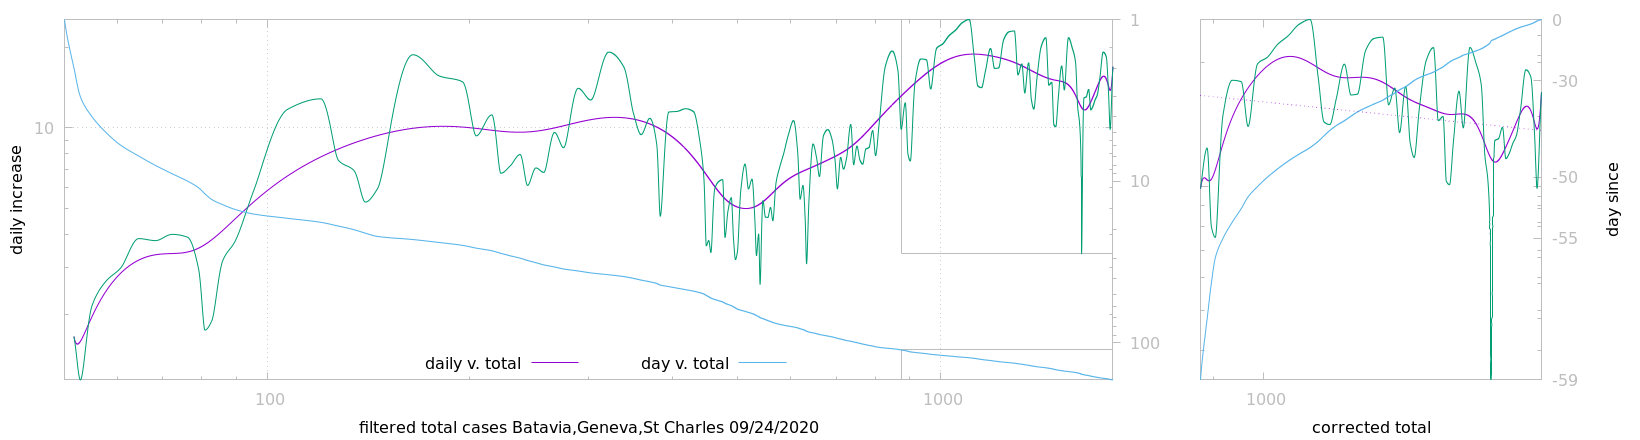 1
0
-30
10
daily increase
10
-50
day since
-55
100
daily v. total
day v. total
-59
100
1000
1000
filtered total cases Batavia,Geneva,St Charles 09/24/2020
corrected total